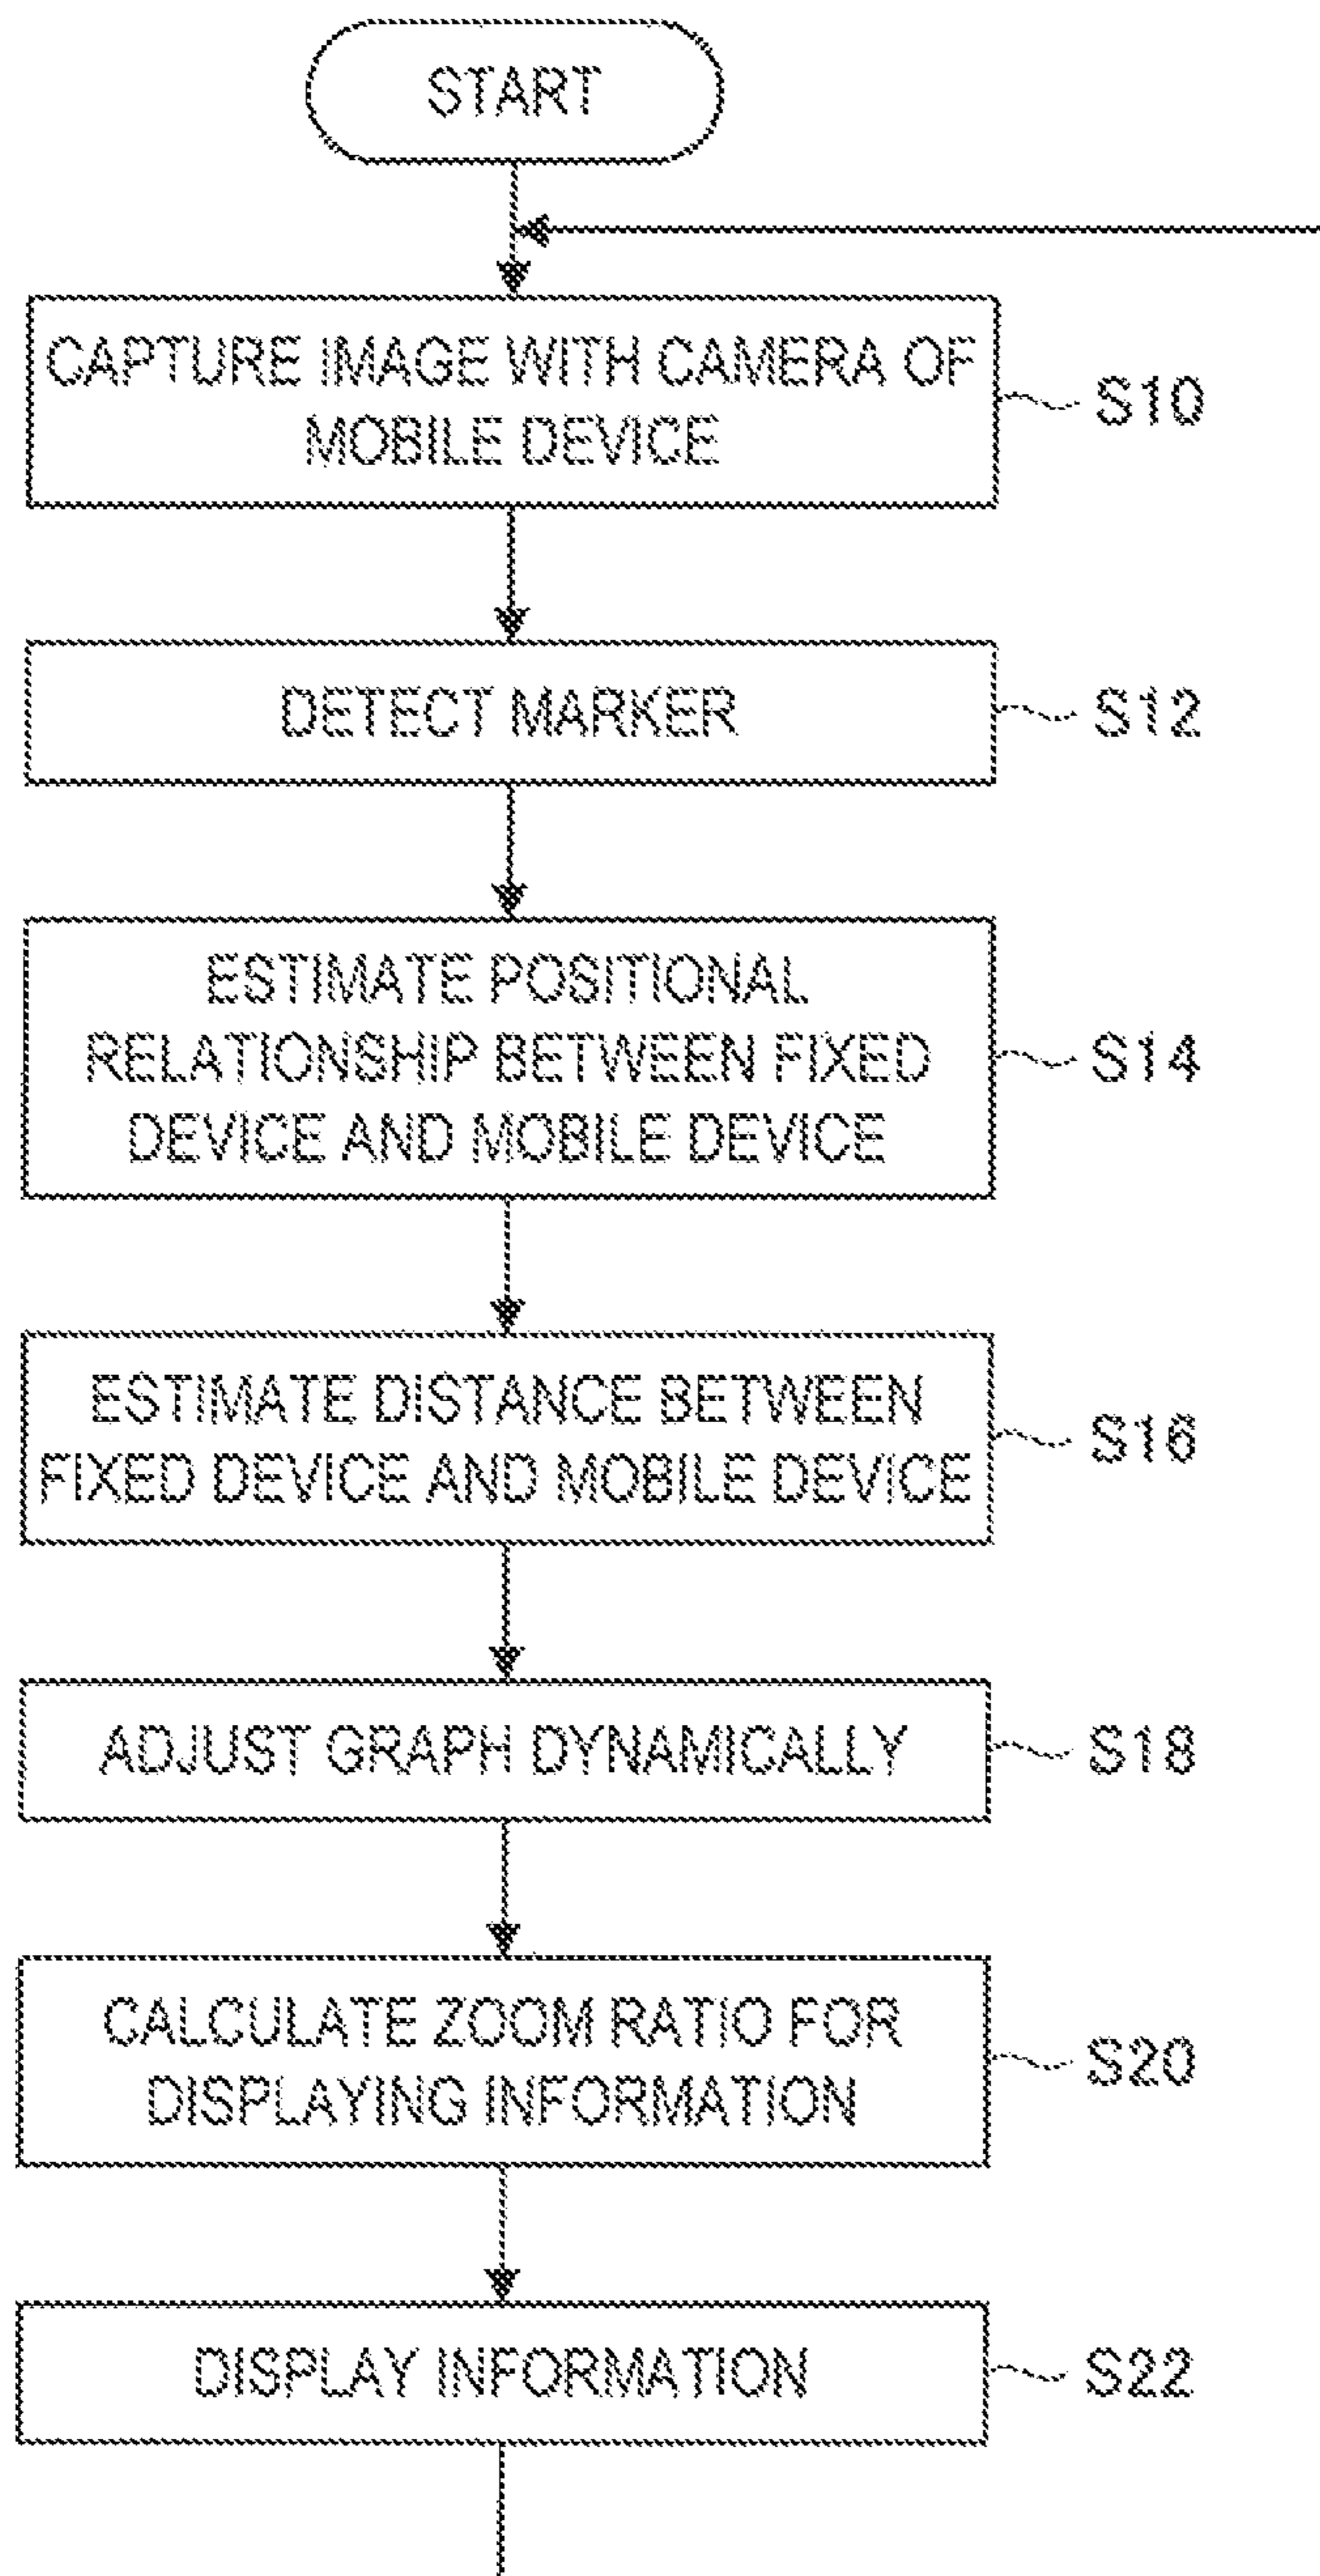 START
CAPTURE IMAGE WITH CAMERA OF
MOBILE DEVICE
S10
DETECT MARKER
S12
ESTIMATE POSITIONAL
RELATIONSHIP BETWEEN FIXED
DEVICE AND MOBILE DEVICE
S14
ESTIMATE DISTANCE BETWEEN
FIXED DEVICE AND MOBILE DEVICE
S16
ADJUST GRAPH DYNAMICALLY
S18
CALCULATE ZOOM RATIO FOR
DISPLAYING INFORMATION
S20
DISPLAY INFORMATION
S22